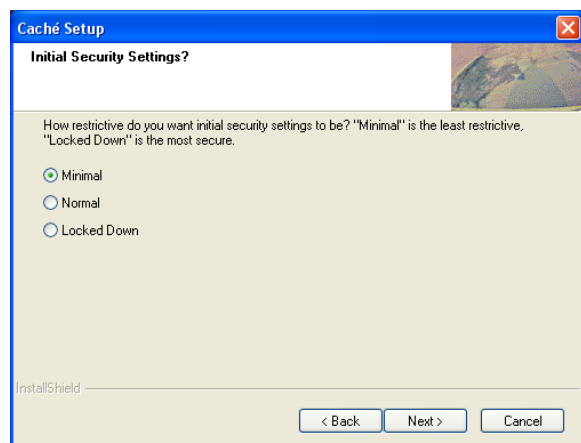 Caché Setup
Initial Security Settings?
How restrictive do you want initial security settings to be? "Minimal" is the least restrictive,
"Locked Down" is the most secure.
Minimal
Normal
Locked Down
InstallShield
< Back
Next >
Cancel